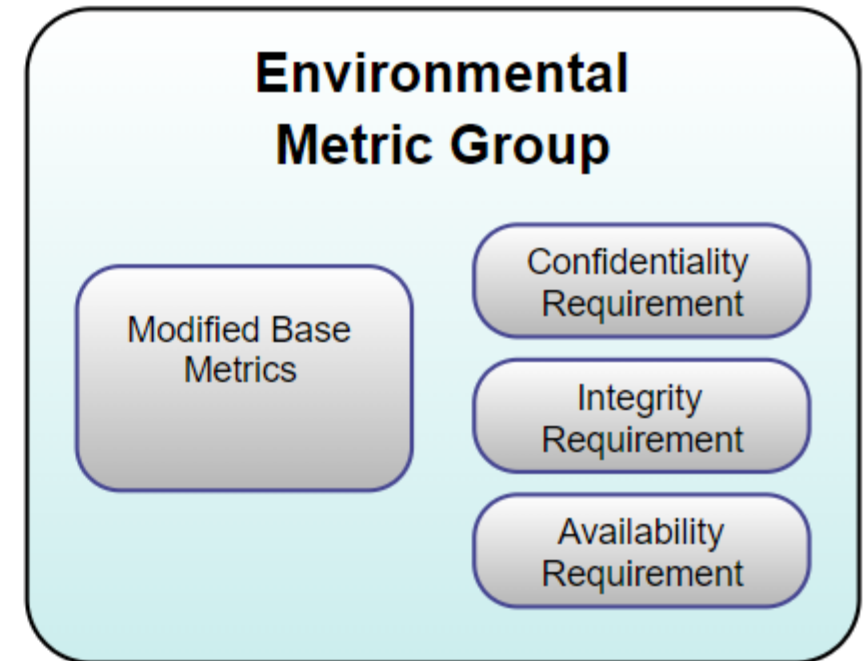 Environmental
Metric Group
Modified Base
Metrics
Confidentiality
Requirement
Integrity
Requirement
Availability
Requirement